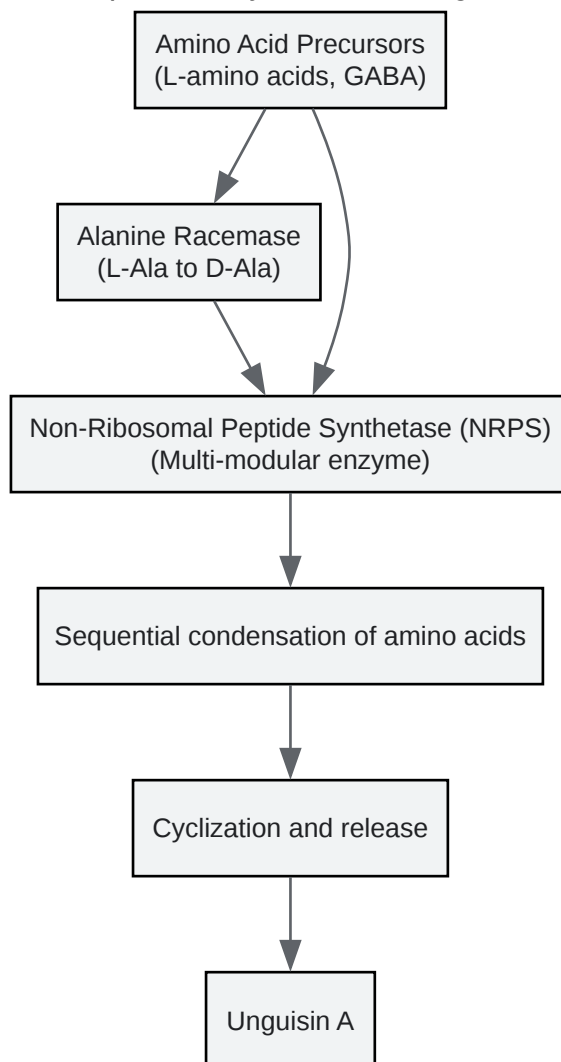 Amino Acid Precursors
(L-amino acids, GABA)
Alanine Racemase
(L-Ala to D-Ala)
Non-Ribosomal Peptide Synthetase (NRPS)
(Multi-modular enzyme)
Sequential condensation of amino acids
Cyclization and release
Unguisin A